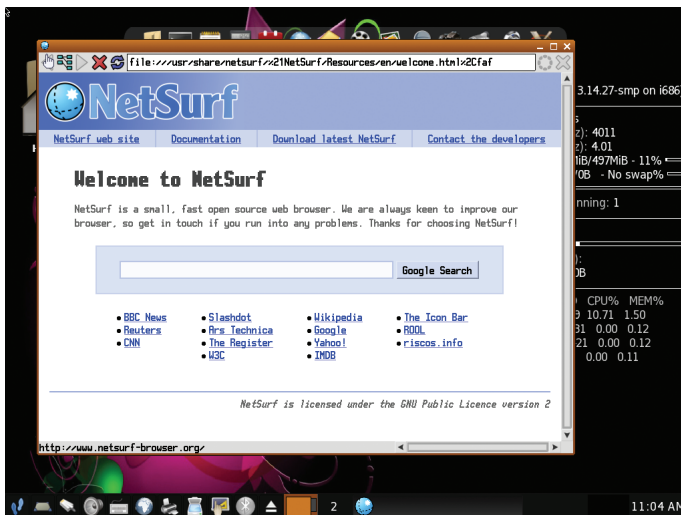 file:///usr/share/netsurf/%21NetSurf/Resources/en/welcome.html%2Cfaf
NetSurf
NetSurf web site Documentation Download latest NetSurf Contact the developers
Welcome to NetSurf
NetSurf is a small, fast open source web browser. We are always keen to improve our
browser, so get in touch if you run into any problems. Thanks for choosing NetSurf!
Google Search
BBC News Slashdot Wikipedia The Icon Bar
Reuters Ars Technica Google ROOL
CNN The Register Yahoo! riscos.info
W3C IMDB
NetSurf is licensed under the GNU Public Licence version 2
http://www.netsurf-browser.org/
3.14.27-smp on i686
4011
4.01
/497MiB - 11%
- No swap%
nning: 1
CPU% MEM%
10.71 1.50
0.00 0.12
0.00 0.12
0.00 0.11
2 11:04 AM